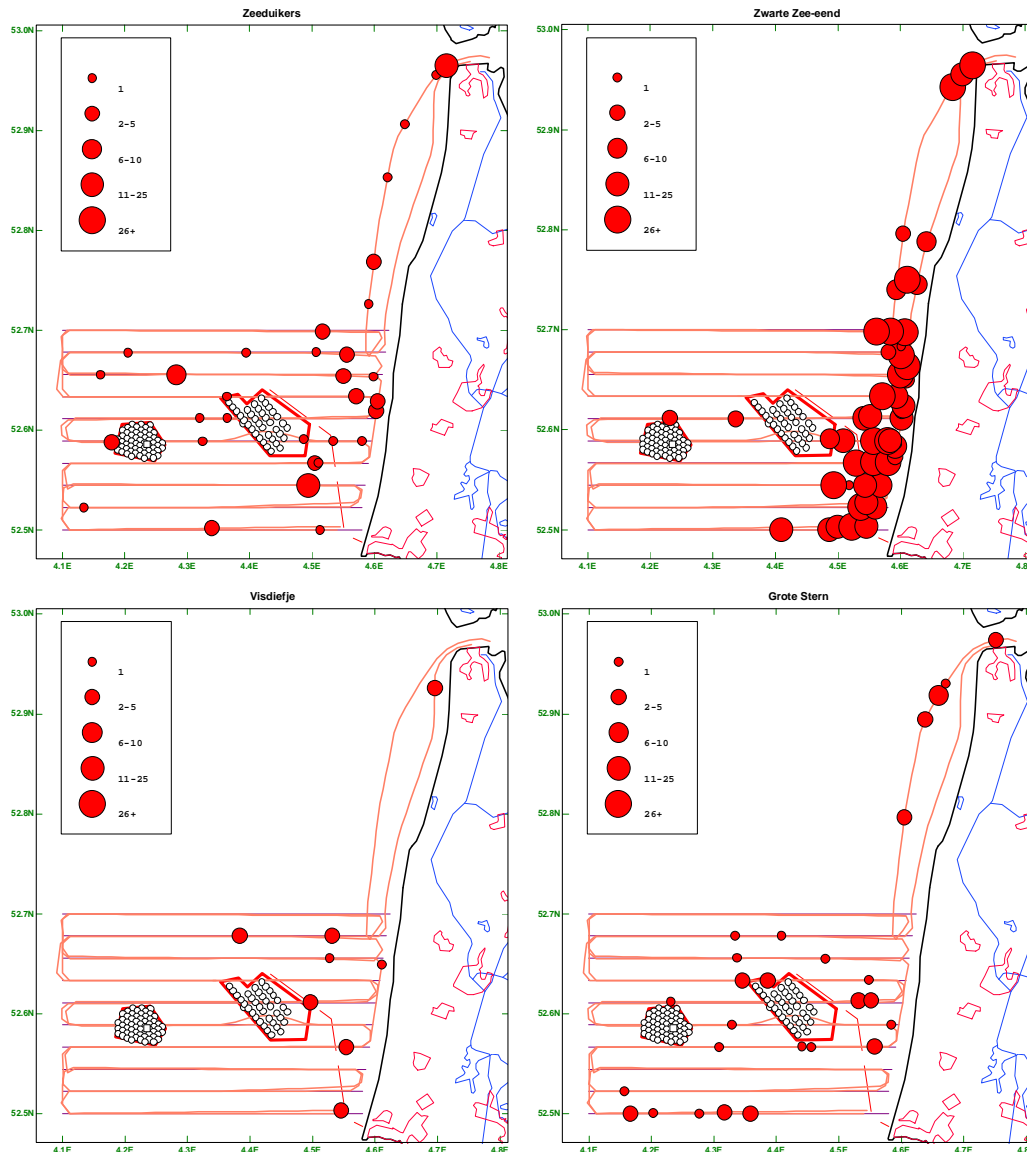 Zeeduikers
53.0N
52.9N
52.8N
52.7N
52.6N
52.5N
4.1E 4.2E 4.3E 4.4E 4.5E 4.6E 4.7E 4.8E
1
2-5
6-10
11-25
26+
Zwarte Zee-eend
53.0N
52.9N
52.8N
52.7N
52.6N
52.5N
4.1E 4.2E 4.3E 4.4E 4.5E 4.6E 4.7E 4.8E
1
2-5
6-10
11-25
26+
Visdiefje
53.0N
52.9N
52.8N
52.7N
52.6N
52.5N
4.1E 4.2E 4.3E 4.4E 4.5E 4.6E 4.7E 4.8E
1
2-5
6-10
11-25
26+
Grote Stern
53.0N
52.9N
52.8N
52.7N
52.6N
52.5N
4.1E 4.2E 4.3E 4.4E 4.5E 4.6E 4.7E 4.8E
1
2-5
6-10
11-25
26+